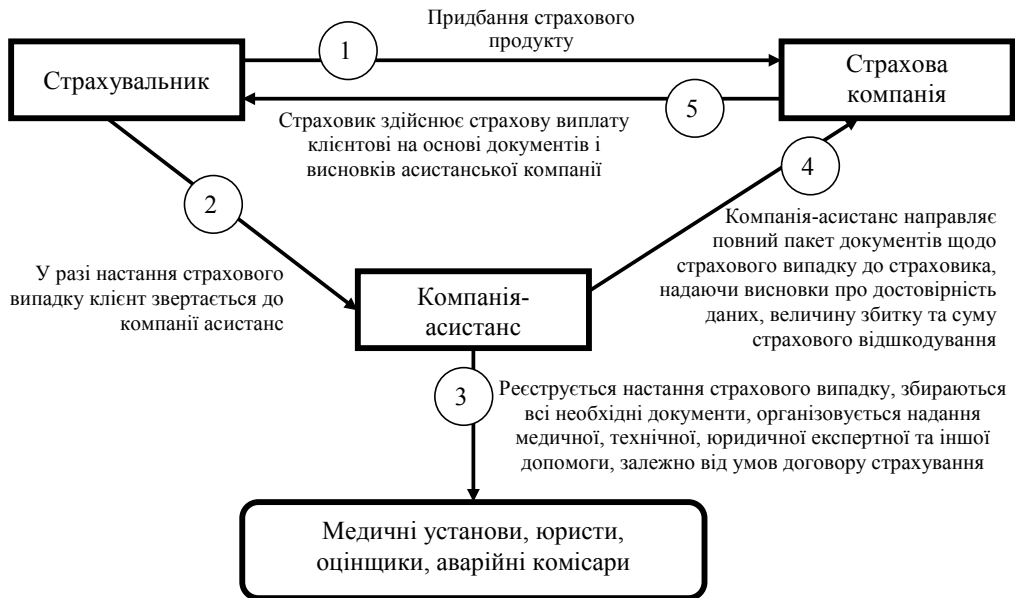 1
Придбання страхового
продукту
Страхувальник
Страхова
компанія
5
Страховик здійснює страхову виплату
клієнтові на основі документів і
висновків асистанської компанії
2
4
У разі настання страхового
випадку клієнт звертається до
компанії асистанс
Компанія-асистанс направляє
повний пакет документів щодо
страхового випадку до страховика,
надаючи висновки про достовірність
даних, величину збитку та суму
страхового відшкодування
Компанія-
асистанс
3
Реєструється настання страхового випадку, збираються
всі необхідні документи, організовується надання
медичної, технічної, юридичної експертної та іншої
допомоги, залежно від умов договору страхування
Медичні установи, юристи,
оцінщики, аварійні комісари